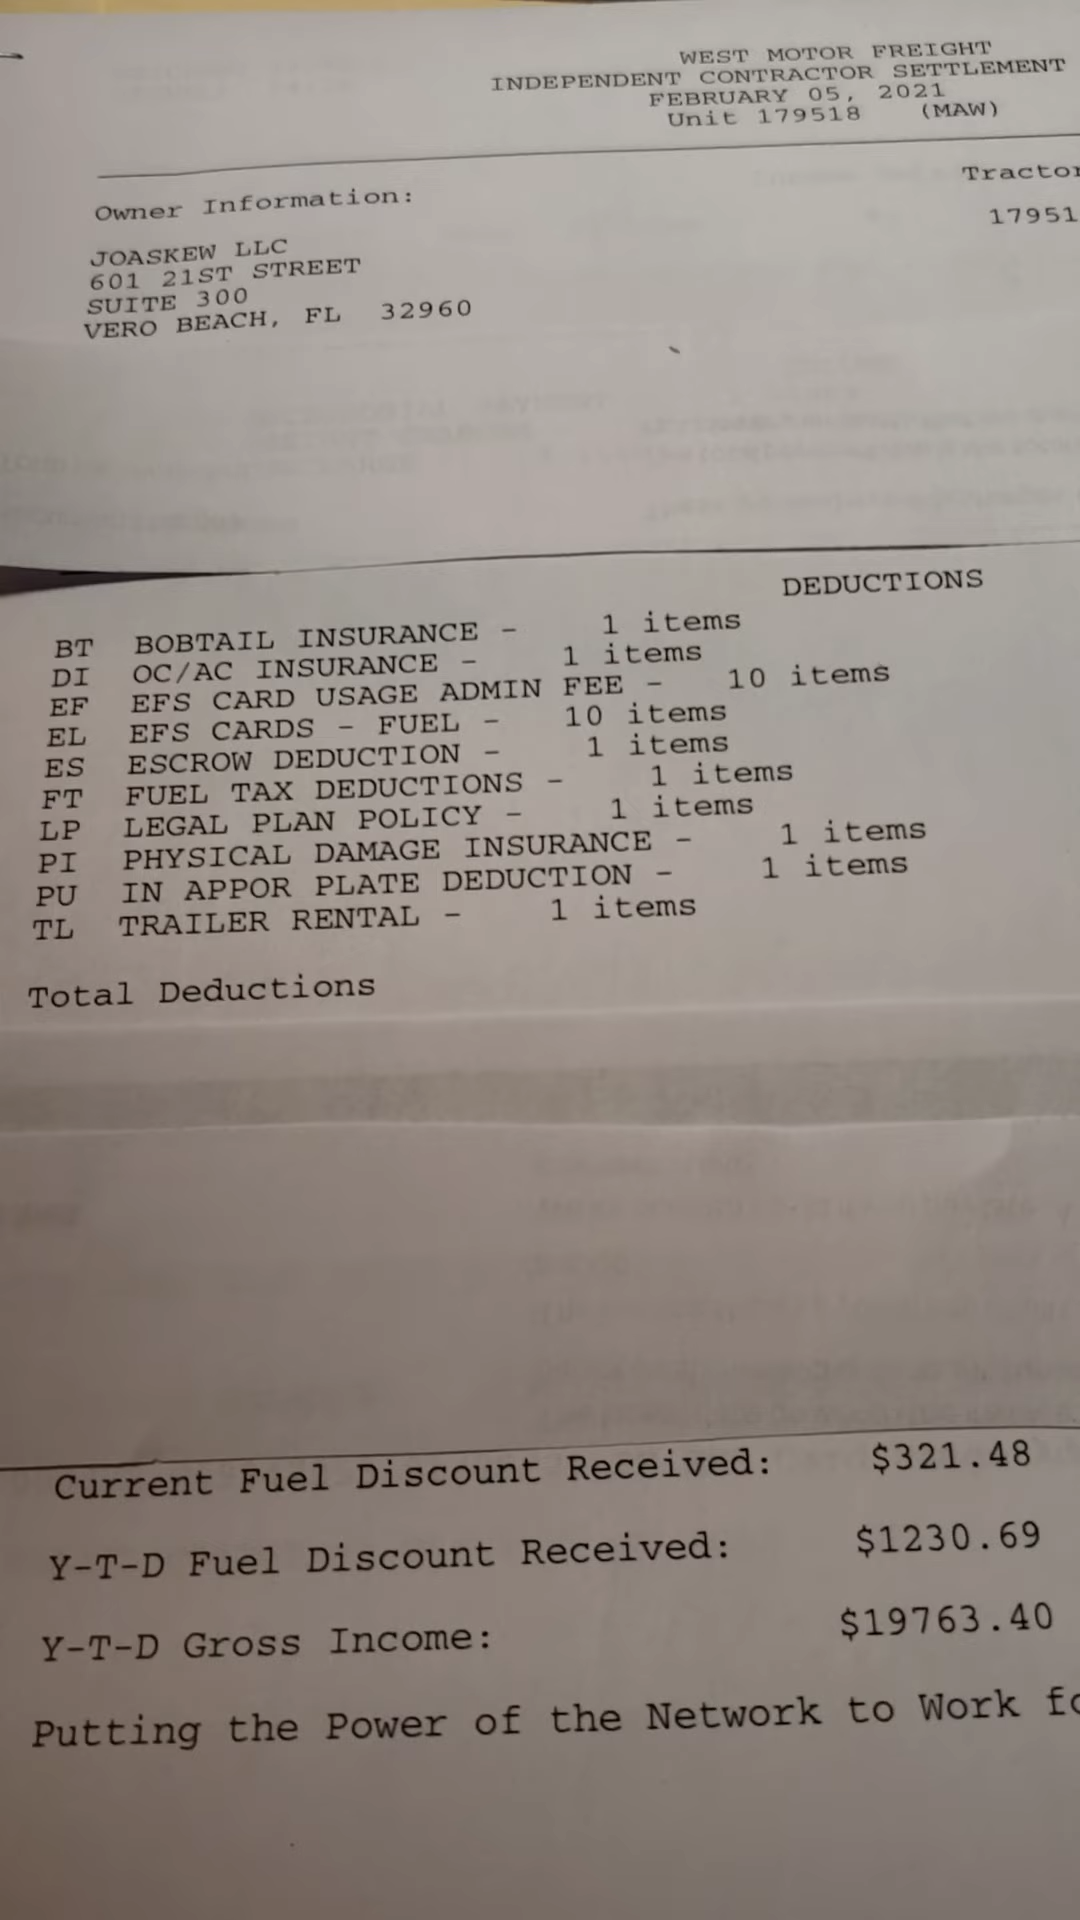 WEST MOTOR FREIGHT
INDEPENDENT CONTRACTOR SETTLEMENT
FEBRUARY 05, 2021
Unit 179518 (MAW)
Owner Information:
Tractor
17951
JOASKEW LLC
601 21ST STREET
SUITE 300
VERO BEACH, FL 32960
DEDUCTIONS
BT BOBTAIL INSURANCE - 1 items
DI OC/AC INSURANCE - 1 items
EF EFS CARD USAGE ADMIN FEE - 10 items
EL EFS CARDS - FUEL - 10 items
ES ESCROW DEDUCTION - 1 items
FT FUEL TAX DEDUCTIONS - 1 items
LP LEGAL PLAN POLICY - 1 items
PI PHYSICAL DAMAGE INSURANCE - 1 items
PU IN APPOR PLATE DEDUCTION - 1 items
TL TRAILER RENTAL - 1 items
Total Deductions
Current Fuel Discount Received: $321.48
Y-T-D Fuel Discount Received: $1230.69
Y-T-D Gross Income: $19763.40
Putting the Power of the Network to Work fo